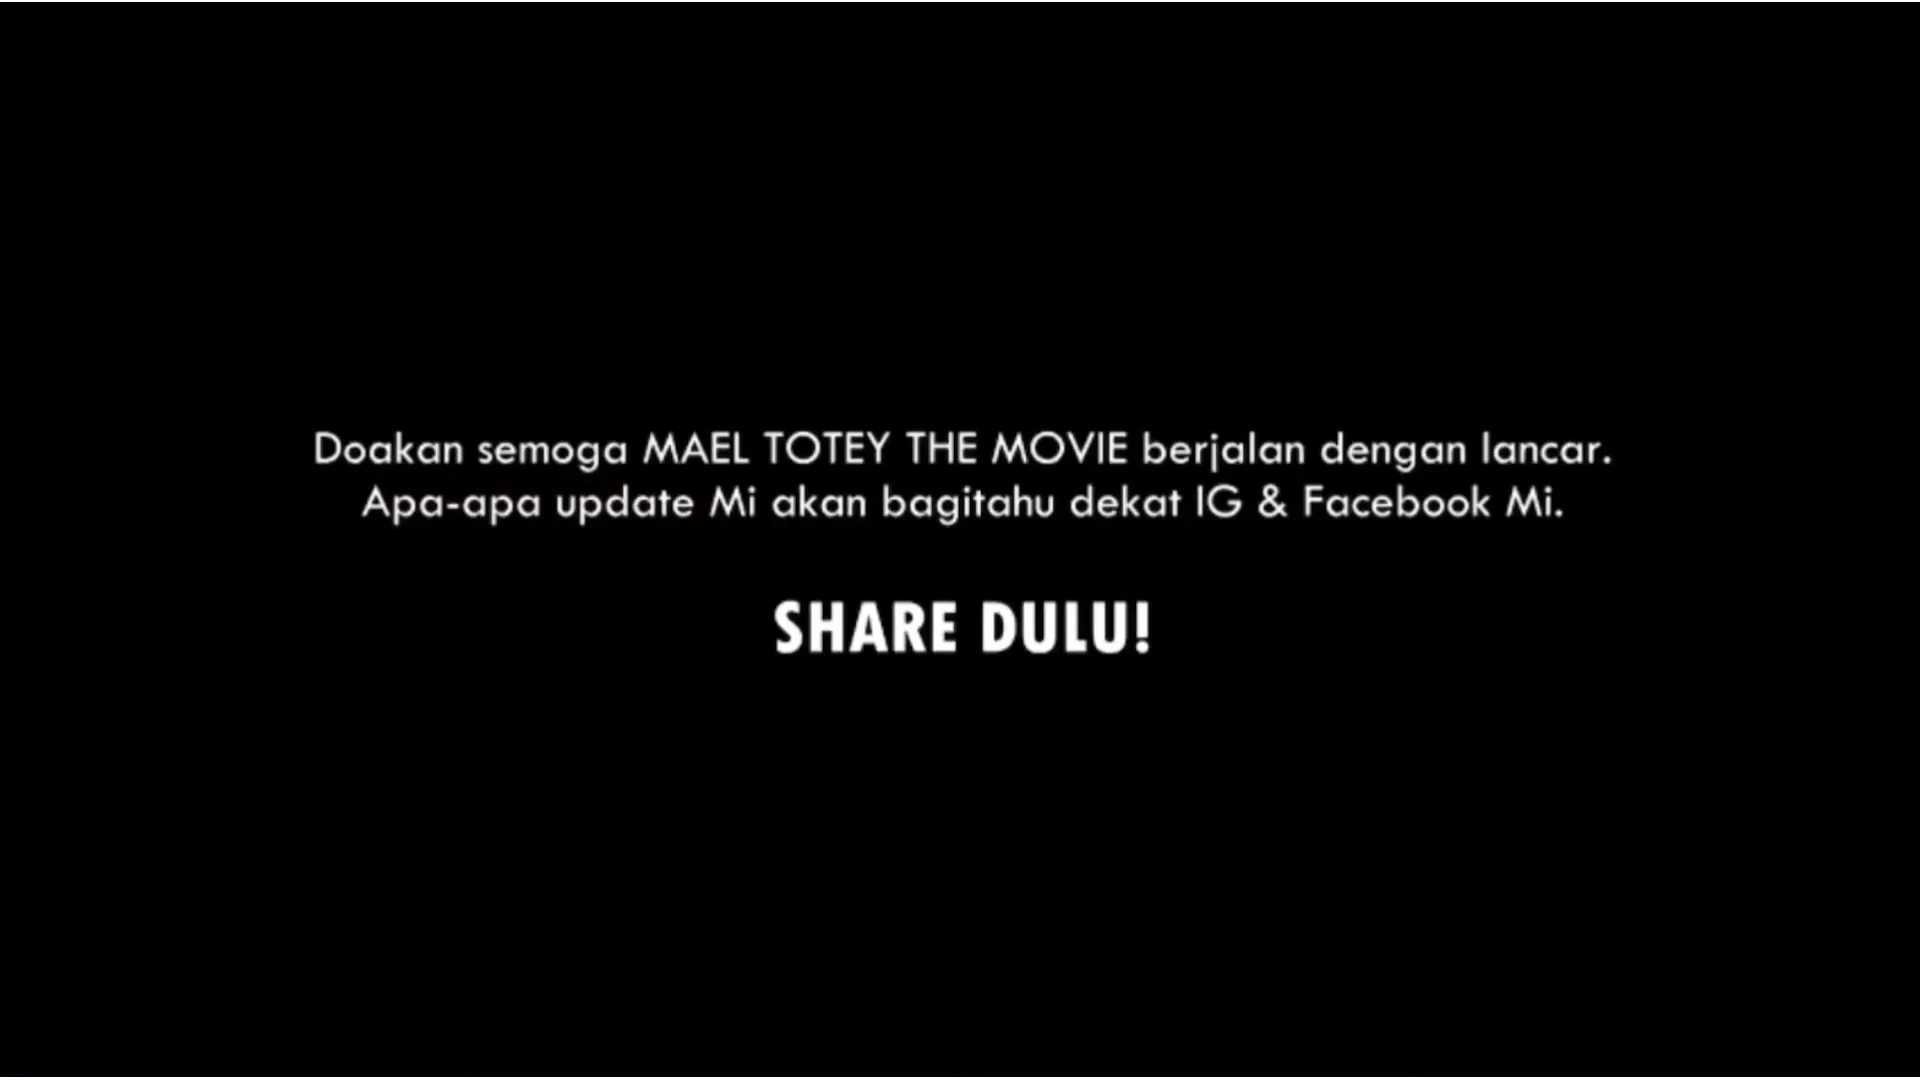 Doakan semoga MAEL TOTEY THE MOVIE berjalan dengan lancar.
Apa-apa update Mi akan bagitahu dekat IG & Facebook Mi.
SHARE DULU!